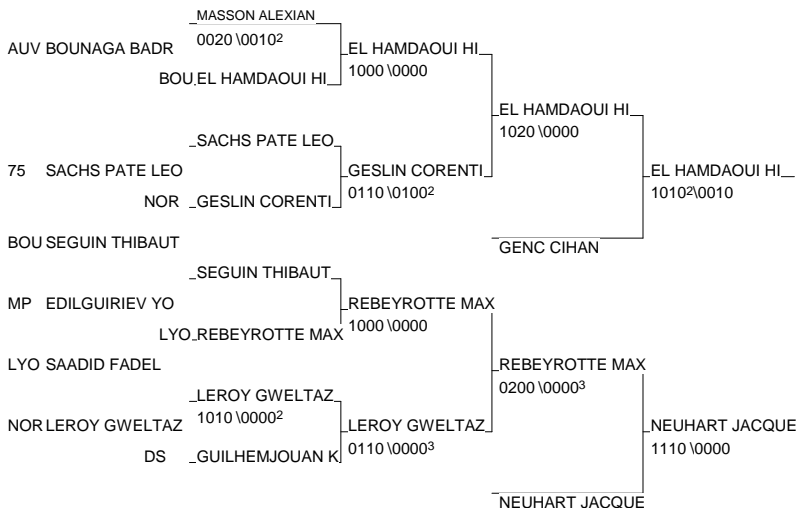 MASSON ALEXIAN
0020 \0010²
AUV BOUNAGA BADR
EL HAMDAOUI HI
1000 \0000
BOU EL HAMDAOUI HI
EL HAMDAOUI HI
1020 \0000
SACHS PATE LEO
75 SACHS PATE LEO
GESLIN CORENTI
0110 \0100²
EL HAMDAOUI HI
1010²\0010
NOR GESLIN CORENTI
BOU SEGUIN THIBAUT
GENC CIHAN
SEGUIN THIBAUT
MP EDILGUIRIEV YO
REBEYROTTE MAX
1000 \0000
LYO REBEYROTTE MAX
LYO SAADID FADEL
REBEYROTTE MAX
0200 \0000³
LEROY GWELTAZ
1010 \0000²
NOR LEROY GWELTAZ
LEROY GWELTAZ
0110 \0000³
NEUHART JACQUE
1110 \0000
DS GUILHEMJOUAN K
NEUHART JACQUE